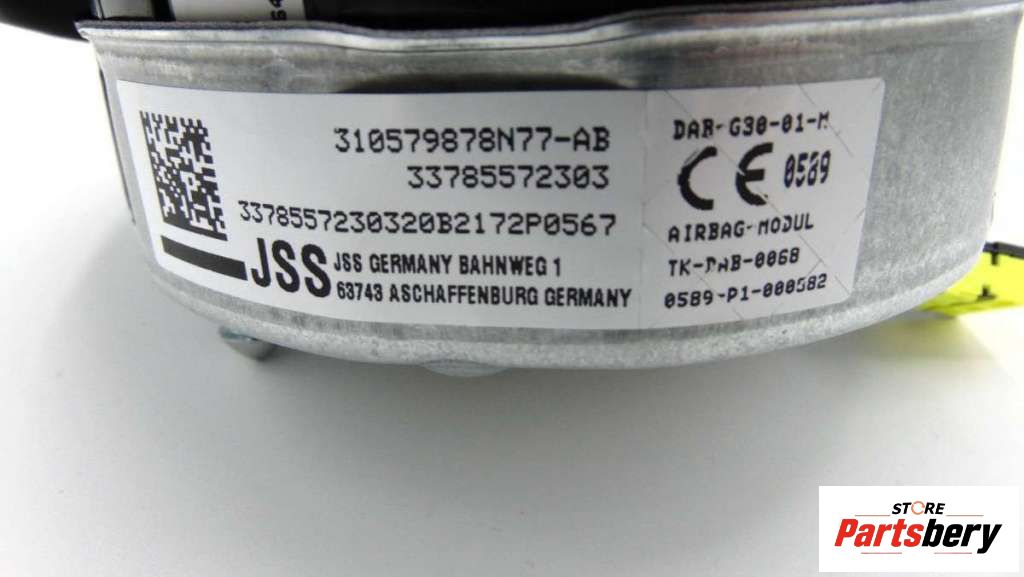 310579878N77-AB
33785572303
3378557230320B2172P0567
JSS
JSS GERMANY BAHNWEG 1
63743 ASCHAFFENBURG GERMANY
DAB-G30-01-M
CE 0589
AIRBAG-MODUL
TK-DAB-0068
0589-P1-000582
STORE
Partsbery